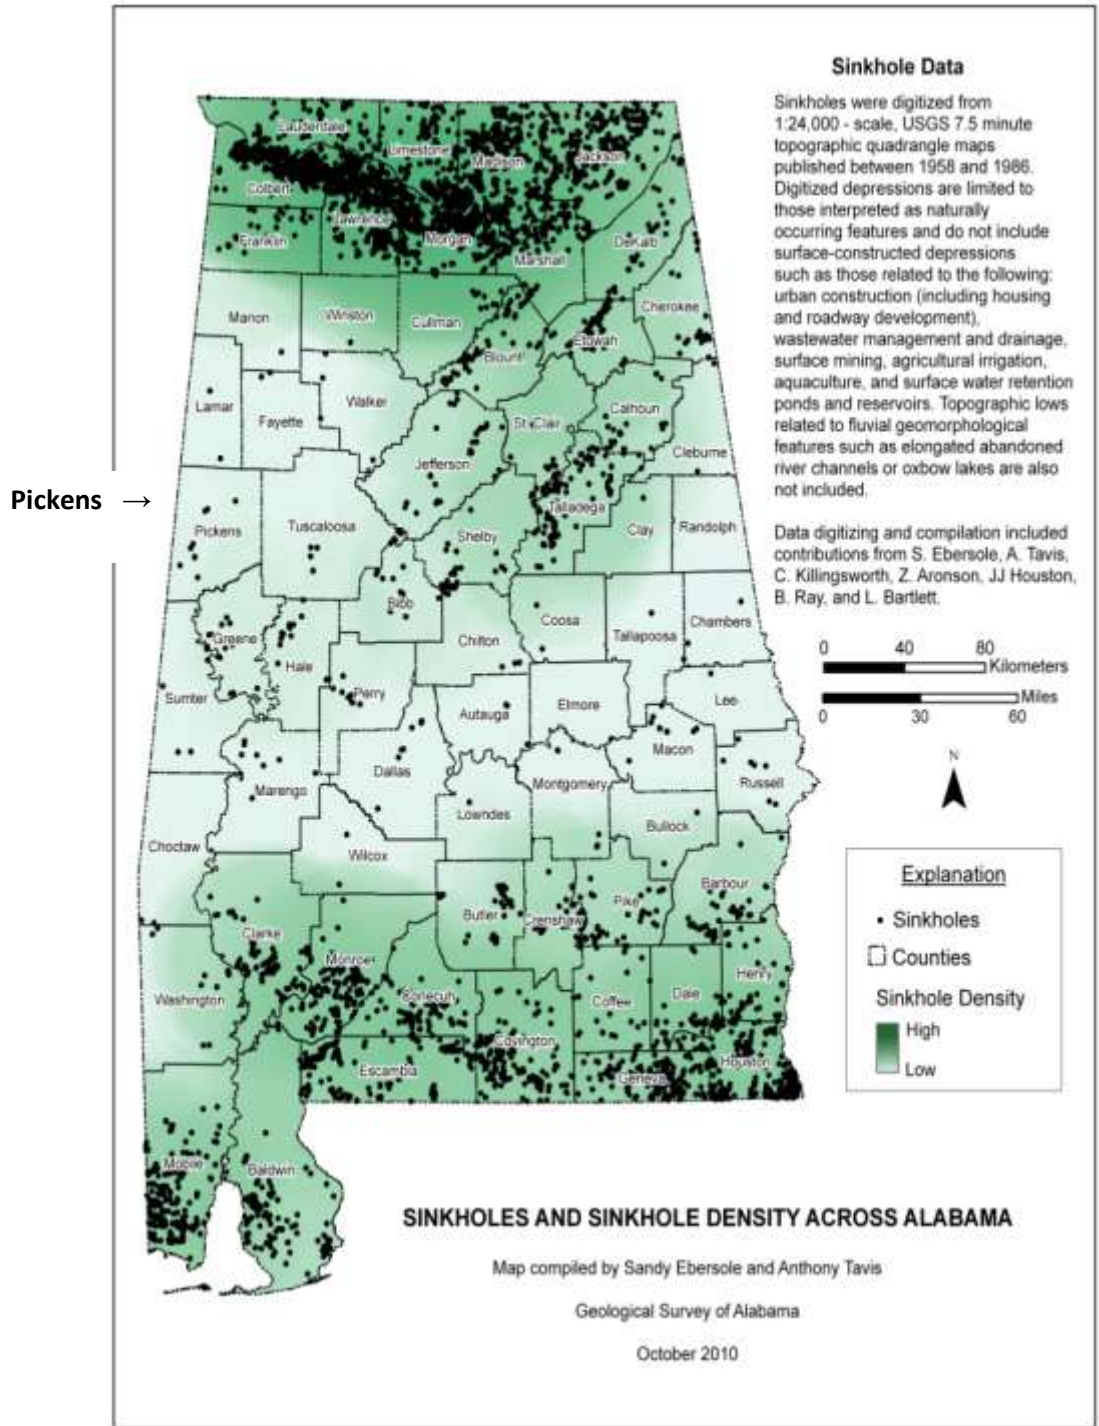 Sinkhole Data
Sinkholes were digitized from
1:24,000 - scale, USGS 7.5 minute
topographic quadrangle maps
published between 1958 and 1986.
Digitized depressions are limited to
those interpreted as naturally
occurring features and do not include
surface-constructed depressions
such as those related to the following:
urban construction (including housing
and roadway development),
wastewater management and drainage,
surface mining, agricultural irrigation,
aquaculture, and surface water retention
ponds and reservoirs. Topographic lows
related to fluvial geomorphological
features such as elongated abandoned
river channels or oxbow lakes are also
not included.
Data digitizing and compilation included
contributions from S. Ebersole, A. Tavis,
C. Killingsworth, Z. Aronson, JJ Houston,
B. Ray, and L. Bartlett.
Lauderdale
Limestone
Madison
Jackson
Colbert
Lawrence
Franklin
Morgan
Marshall
DeKalb
Marion
Winston
Cullman
Cherokee
Etowah
Blount
Lamar
Fayette
Walker
St Clair
Calhoun
Jefferson
Cleburne
Pickens →
Pickens
Tuscaloosa
Shelby
Talladega
Clay
Randolph
Bibb
Greene
Hale
Chilton
Coosa
Tallapoosa
Chambers
Sumter
Perry
Autauga
Elmore
Lee
Dallas
Macon
Marengo
Montgomery
Russell
Lowndes
Bullock
Choctaw
Wilcox
Barbour
Butler
Crenshaw
Pike
Clarke
Monroe
Washington
Conecuh
Coffee
Dale
Henry
Covington
Escambia
Geneva
Houston
Mobile
Baldwin
0 40 80
Kilometers
Miles
0 30 60
N
Explanation
Sinkholes
Counties
Sinkhole Density
High
Low
SINKHOLES AND SINKHOLE DENSITY ACROSS ALABAMA
Map compiled by Sandy Ebersole and Anthony Tavis
Geological Survey of Alabama
October 2010